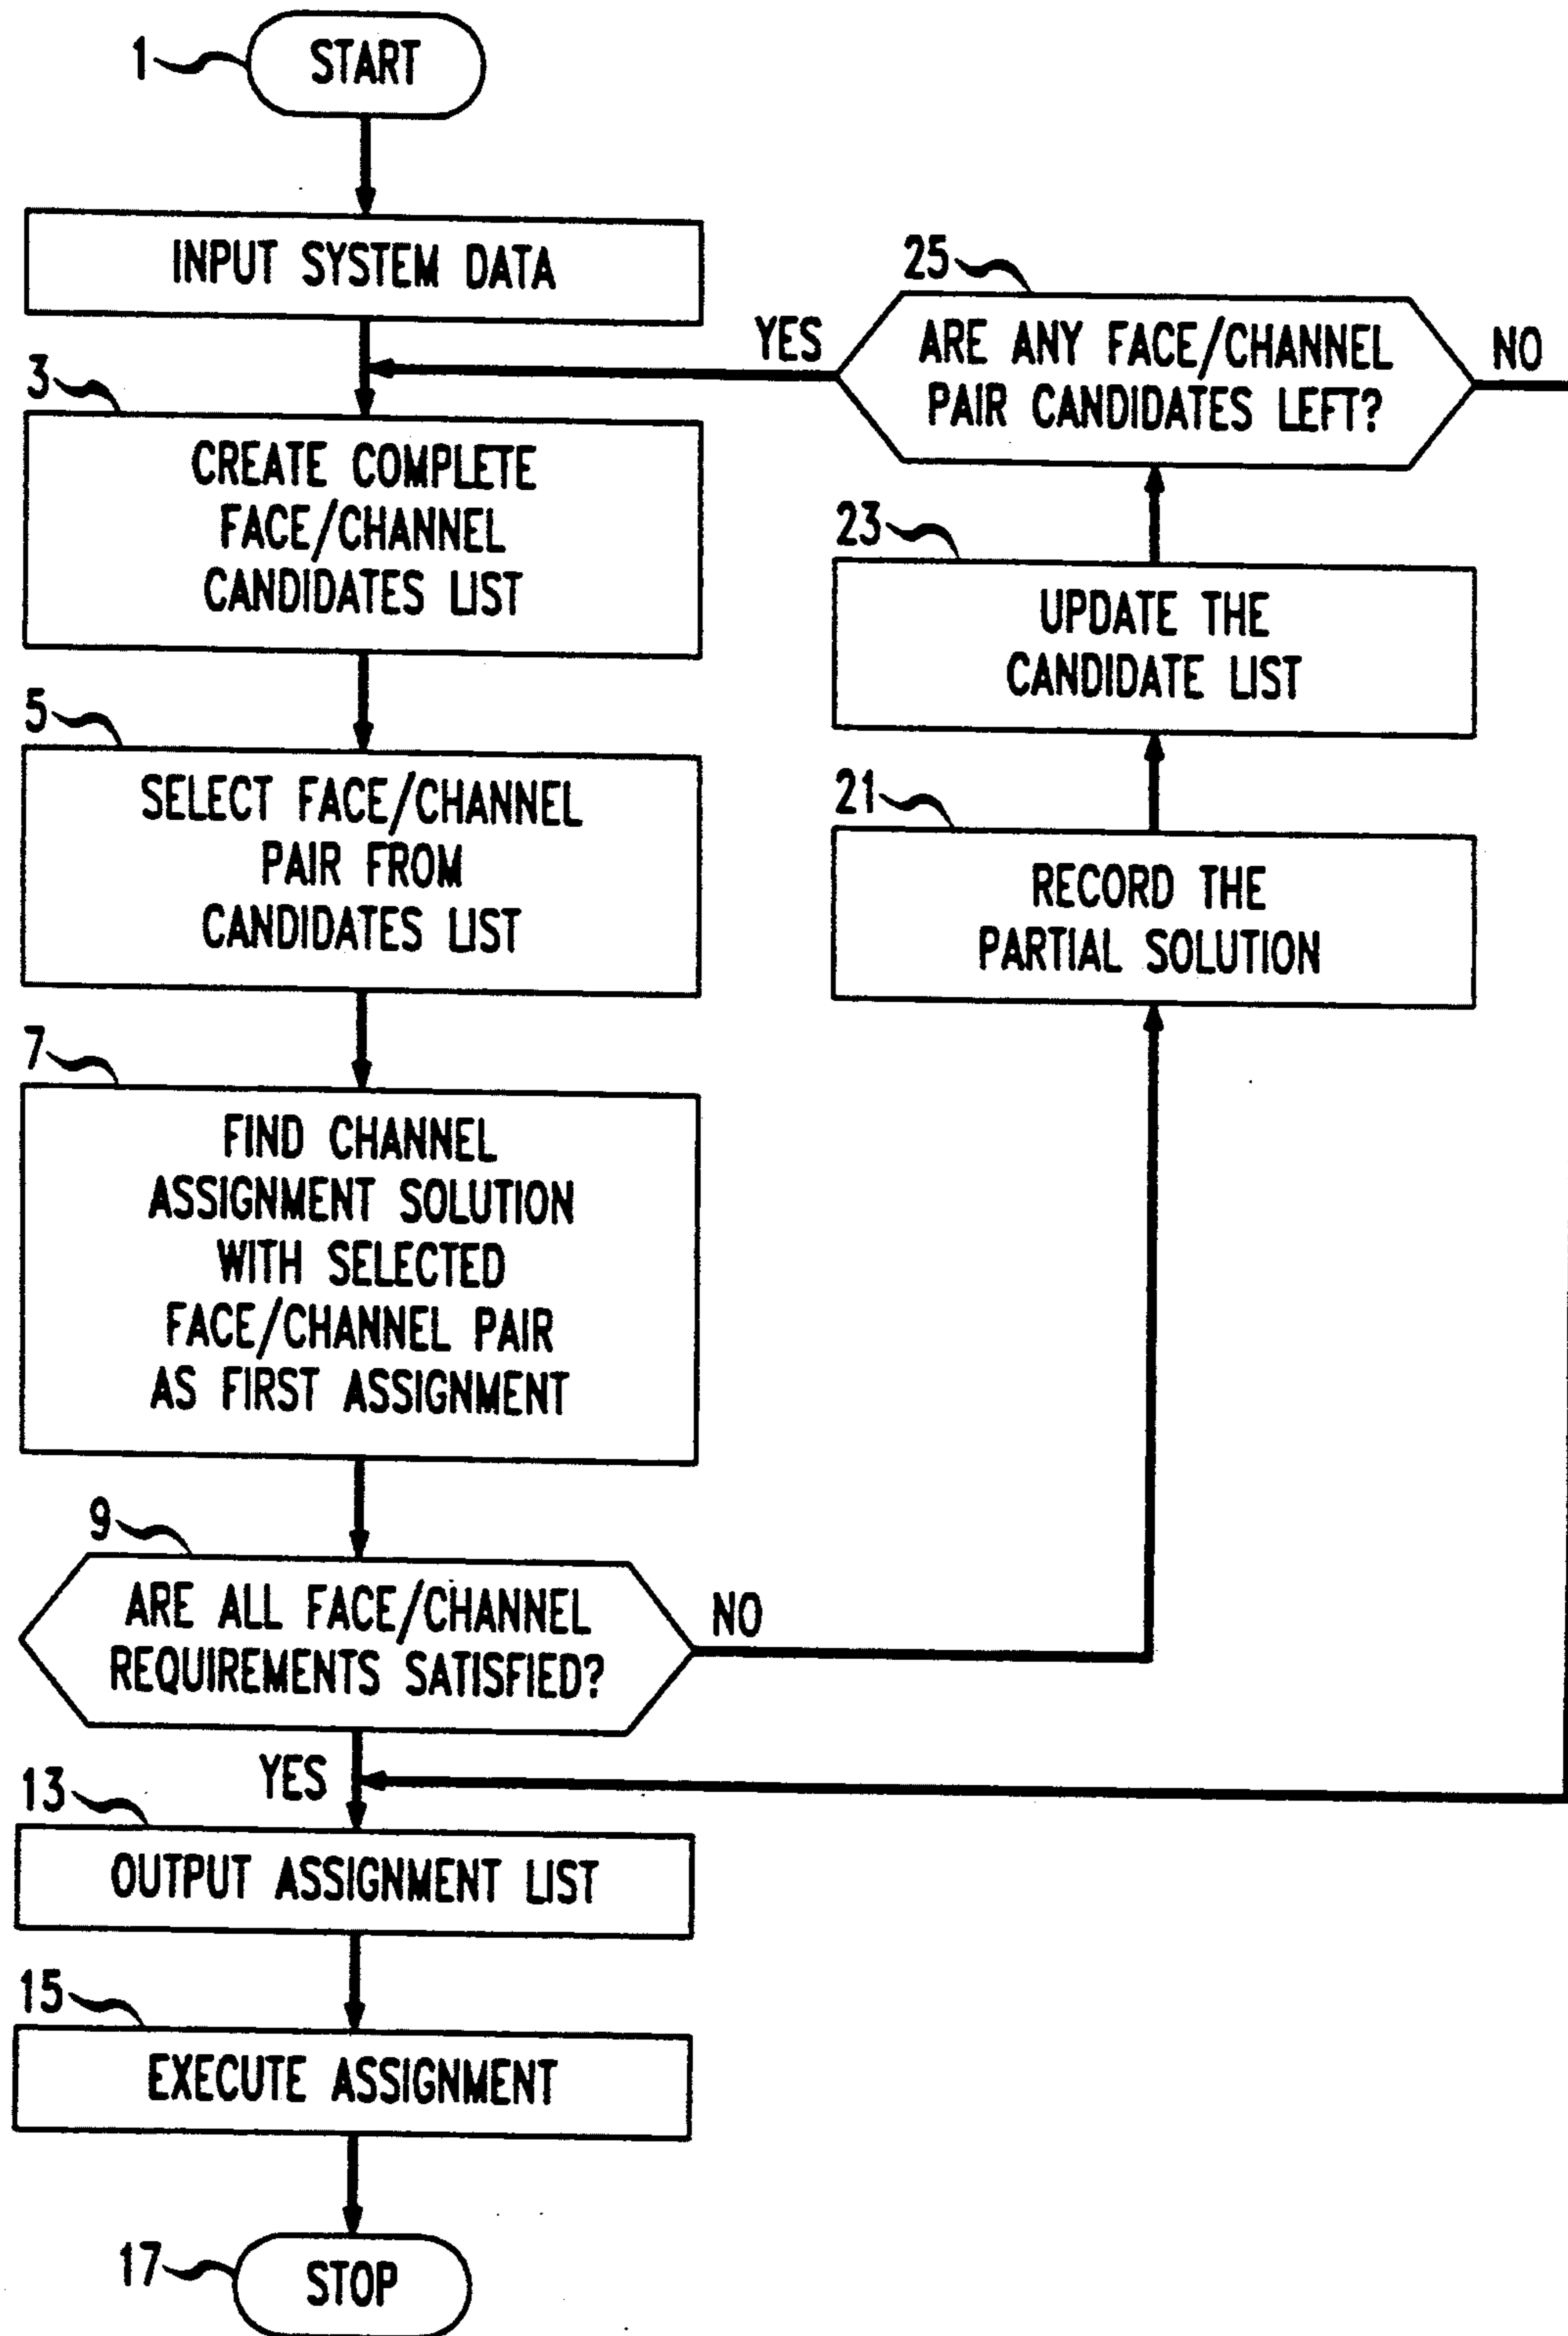 1
START
INPUT SYSTEM DATA
3
CREATE COMPLETE
FACE/CHANNEL
CANDIDATES LIST
5
SELECT FACE/CHANNEL
PAIR FROM
CANDIDATES LIST
7
FIND CHANNEL
ASSIGNMENT SOLUTION
WITH SELECTED
FACE/CHANNEL PAIR
AS FIRST ASSIGNMENT
9
ARE ALL FACE/CHANNEL
REQUIREMENTS SATISFIED?
NO
YES
13
OUTPUT ASSIGNMENT LIST
15
EXECUTE ASSIGNMENT
17
STOP
21
RECORD THE
PARTIAL SOLUTION
23
UPDATE THE
CANDIDATE LIST
25
ARE ANY FACE/CHANNEL
PAIR CANDIDATES LEFT?
YES
NO